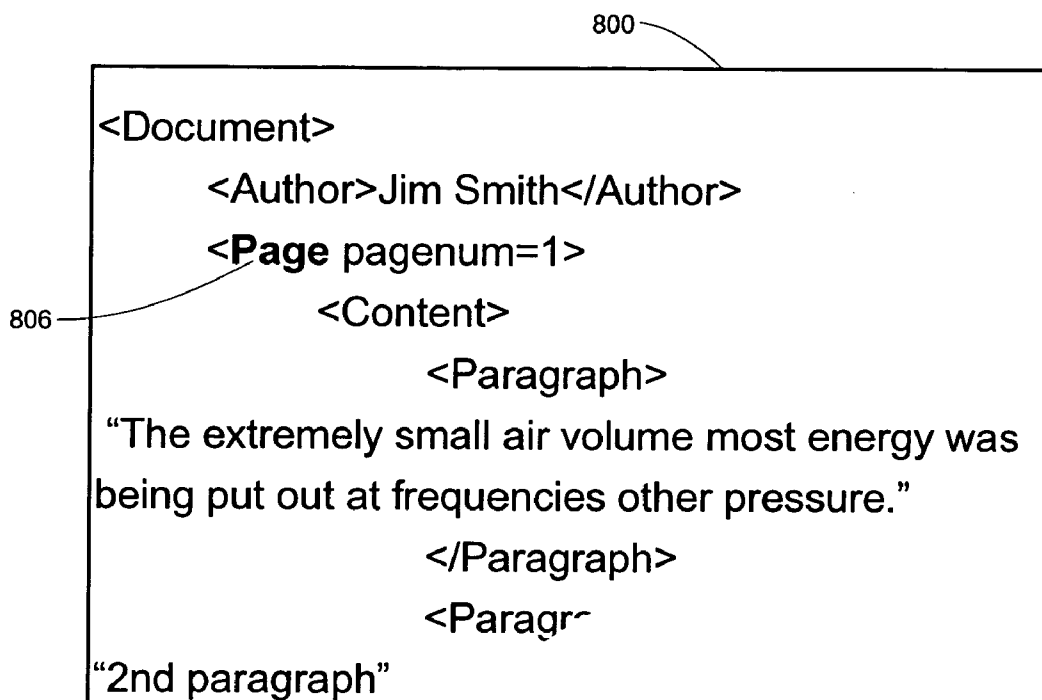 800
<Document>
<Author>Jim Smith</Author>
<Page pagenum=1>
806
<Content>
<Paragraph>
“The extremely small air volume most energy was
being put out at frequencies other pressure.”
</Paragraph>
“2nd paragraph”